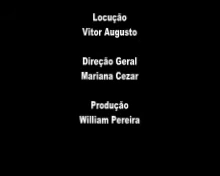 Locução
Vitor Augusto
Direção Geral
Mariana Cezar
Produção
William Pereira